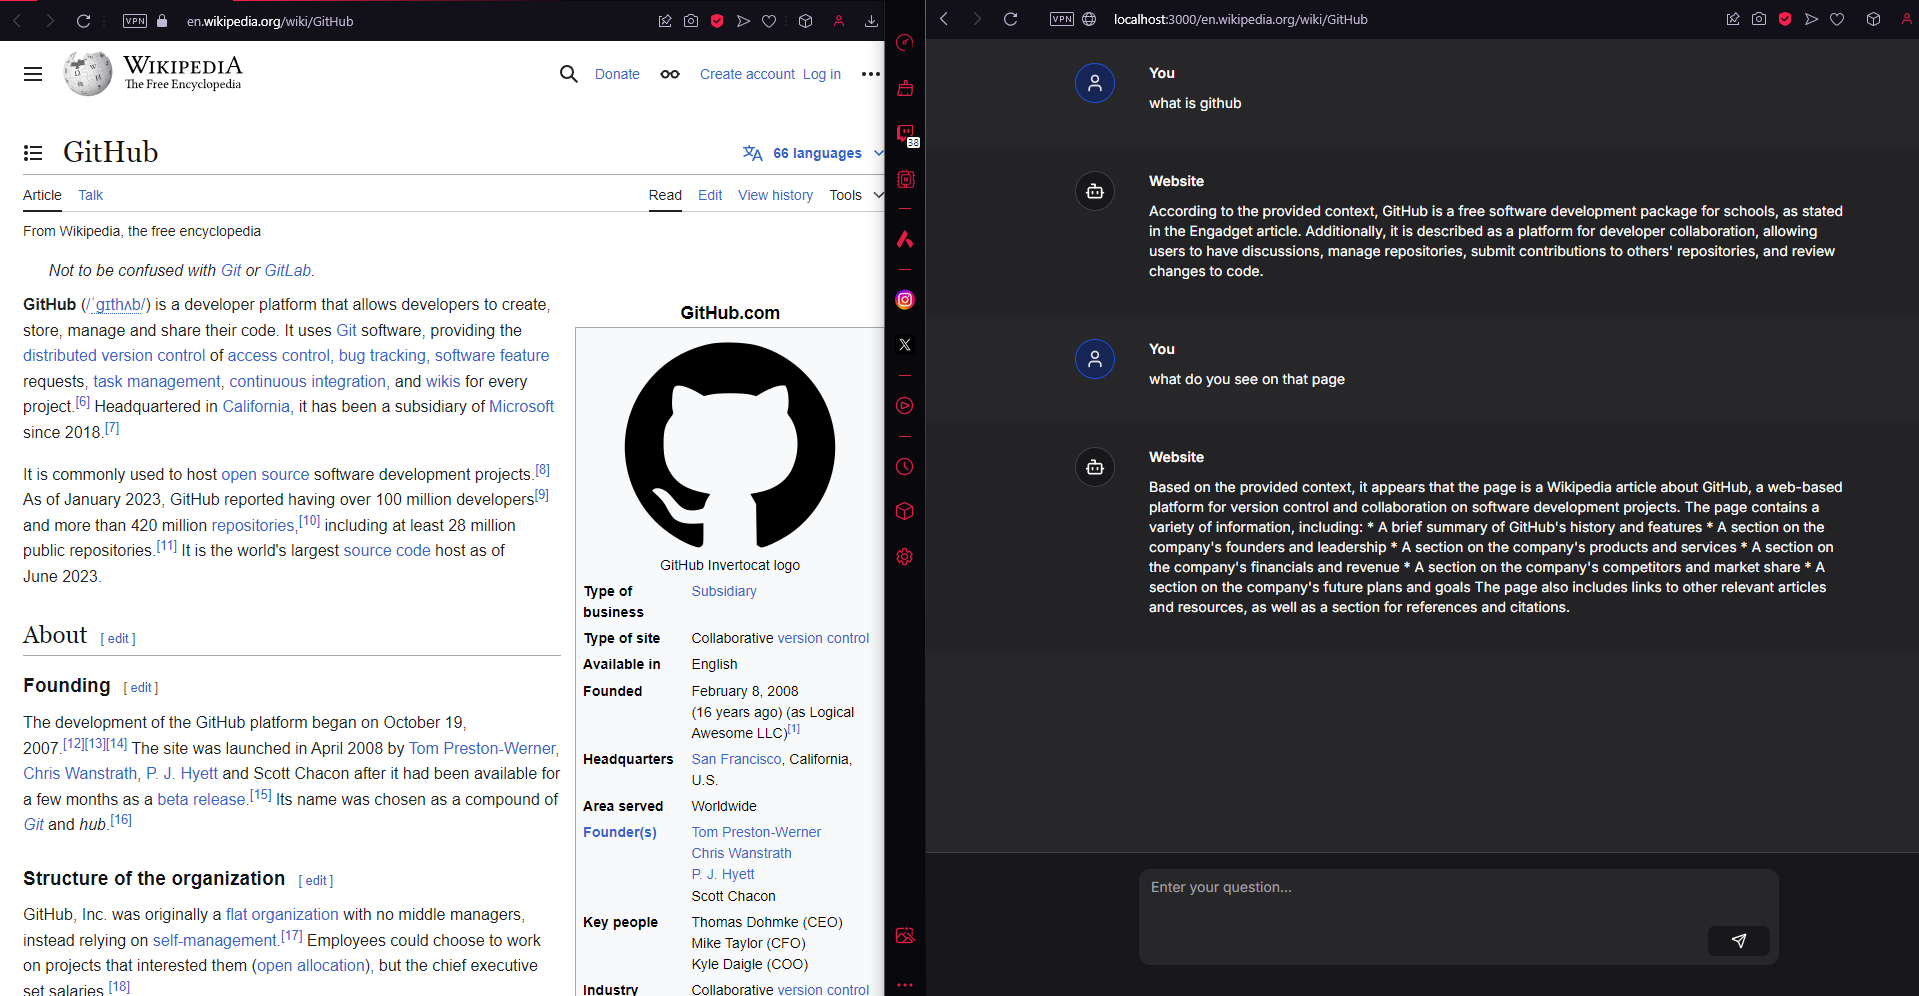 VPN
en.wikipedia.org/wiki/GitHub
WIKIPEDIA
The Free Encyclopedia
Donate
Create account
Log in
GitHub
66 languages
Article
Talk
Read
Edit
View history
Tools
From Wikipedia, the free encyclopedia
Not to be confused with Git or GitLab.
GitHub (/ˈɡɪthʌb/) is a developer platform that allows developers to create,
store, manage and share their code. It uses Git software, providing the
distributed version control of access control, bug tracking, software feature
requests, task management, continuous integration, and wikis for every
project.[6] Headquartered in California, it has been a subsidiary of Microsoft
since 2018.[7]
It is commonly used to host open source software development projects.[8]
As of January 2023, GitHub reported having over 100 million developers[9]
and more than 420 million repositories,[10] including at least 28 million
public repositories.[11] It is the world's largest source code host as of
June 2023.
About [ edit ]
Founding [ edit ]
The development of the GitHub platform began on October 19,
2007.[12][13][14] The site was launched in April 2008 by Tom Preston-Werner,
Chris Wanstrath, P. J. Hyett and Scott Chacon after it had been available for
a few months as a beta release.[15] Its name was chosen as a compound of
Git and hub.[16]
Structure of the organization [ edit ]
GitHub, Inc. was originally a flat organization with no middle managers,
instead relying on self-management.[17] Employees could choose to work
on projects that interested them (open allocation), but the chief executive
set salaries.[18]
GitHub.com
GitHub Invertocat logo
Type of
business
Subsidiary
Type of site
Collaborative version control
Available in
English
Founded
February 8, 2008
(16 years ago) (as Logical
Awesome LLC)[1]
Headquarters
San Francisco, California,
U.S.
Area served
Worldwide
Founder(s)
Tom Preston-Werner
Chris Wanstrath
P. J. Hyett
Scott Chacon
Key people
Thomas Dohmke (CEO)
Mike Taylor (CFO)
Kyle Daigle (COO)
Industry
Collaborative version control
38
VPN
localhost:3000/en.wikipedia.org/wiki/GitHub
You
what is github
Website
According to the provided context, GitHub is a free software development package for schools, as stated
in the Engadget article. Additionally, it is described as a platform for developer collaboration, allowing
users to have discussions, manage repositories, submit contributions to others' repositories, and review
changes to code.
You
what do you see on that page
Website
Based on the provided context, it appears that the page is a Wikipedia article about GitHub, a web-based
platform for version control and collaboration on software development projects. The page contains a
variety of information, including: * A brief summary of GitHub's history and features * A section on the
company's founders and leadership * A section on the company's products and services * A section on
the company's financials and revenue * A section on the company's competitors and market share * A
section on the company's future plans and goals The page also includes links to other relevant articles
and resources, as well as a section for references and citations.
Enter your question...